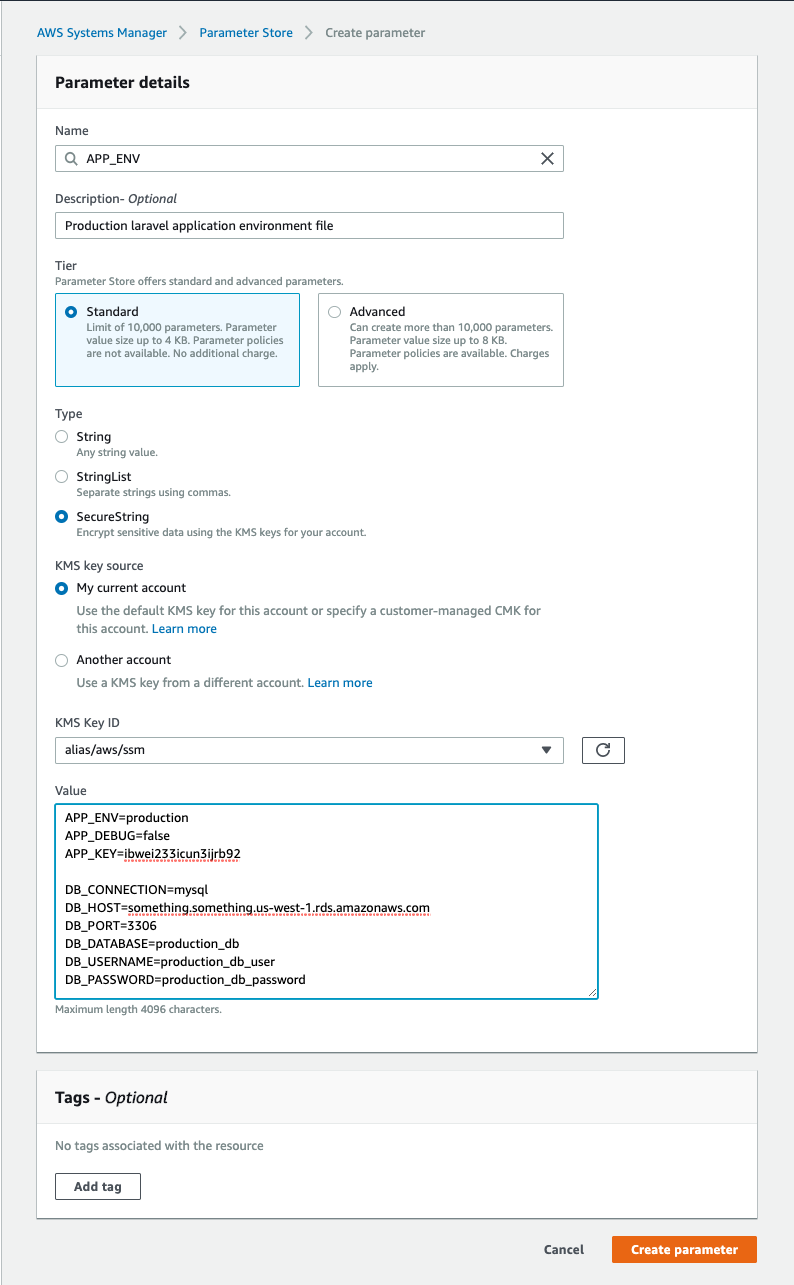 AWS Systems Manager > Parameter Store > Create parameter
Parameter details
Name
APP_ENV
Description- Optional
Production laravel application environment file
Tier
Parameter Store offers standard and advanced parameters.
Standard
Limit of 10,000 parameters. Parameter
value size up to 4 KB. Parameter policies
are not available. No additional charge.
Advanced
Can create more than 10,000 parameters.
Parameter value size up to 8 KB.
Parameter policies are available. Charges
apply.
Type
String
Any string value.
StringList
Separate strings using commas.
SecureString
Encrypt sensitive data using the KMS keys for your account.
KMS key source
My current account
Use the default KMS key for this account or specify a customer-managed CMK for
this account. Learn more
Another account
Use a KMS key from a different account. Learn more
KMS Key ID
alias/aws/ssm
Value
APP_ENV=production
APP_DEBUG=false
APP_KEY=ibwei233icun3ijrb92
DB_CONNECTION=mysql
DB_HOST=something.something.us-west-1.rds.amazonaws.com
DB_PORT=3306
DB_DATABASE=production_db
DB_USERNAME=production_db_user
DB_PASSWORD=production_db_password
Maximum length 4096 characters.
Tags - Optional
No tags associated with the resource
Add tag
Cancel
Create parameter